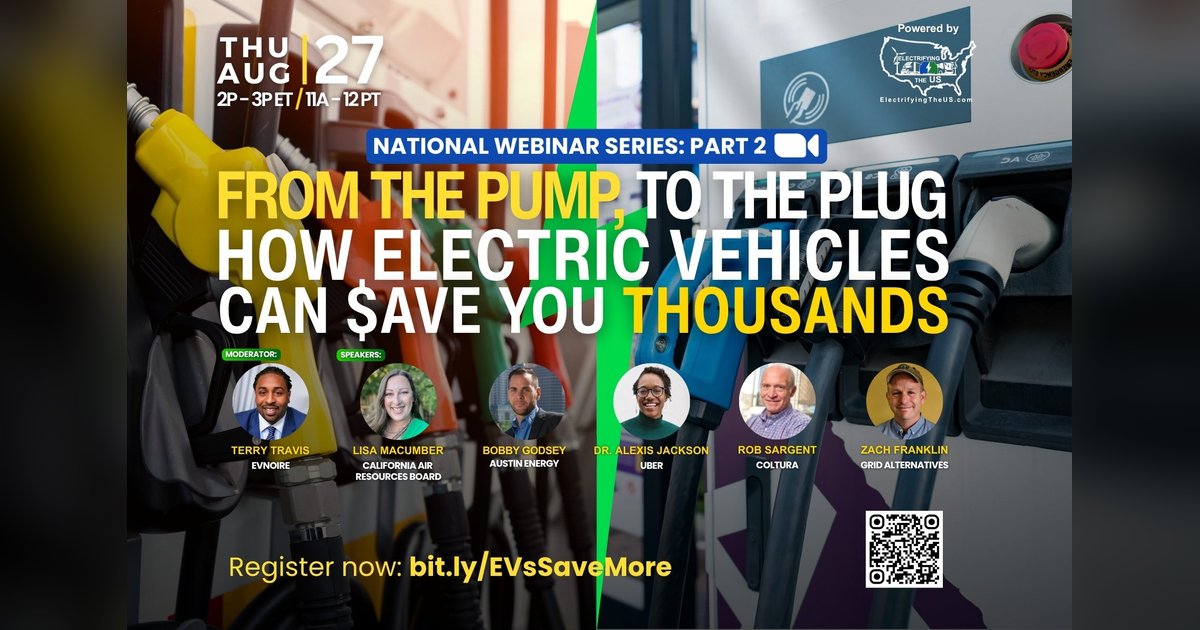 THU
AUG
27
2P - 3P ET / 11A - 12 PT
Powered by
ELECTRIFYING
THE US
ElectrifyingTheUS.com
NATIONAL WEBINAR SERIES: PART 2
FROM THE PUMP, TO THE PLUG
HOW ELECTRIC VEHICLES
CAN $AVE YOU THOUSANDS
MODERATOR:
TERRY TRAVIS
EVNOIRE
SPEAKERS:
LISA MACUMBER
CALIFORNIA AIR
RESOURCES BOARD
BOBBY GODSEY
AUSTIN ENERGY
DR. ALEXIS JACKSON
UBER
ROB SARGENT
COLTURA
ZACH FRANKLIN
GRID ALTERNATIVES
Register now: bit.ly/EVsSaveMore
AC